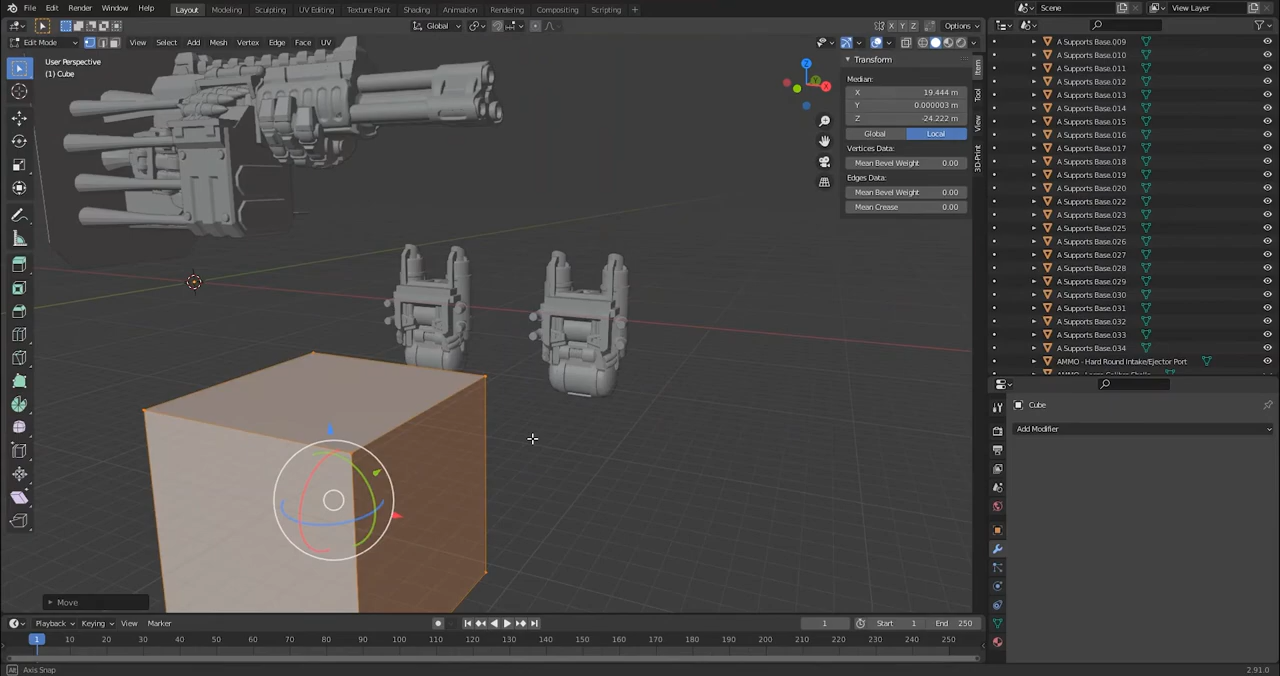 File Edit Render Window Help Layout Modeling Sculpting UV Editing Texture Paint Shading Animation Rendering Compositing Scripting + Scene View Layer
Global X Y Z Options
Edit Mode View Select Add Mesh Vertex Edge Face UV
User Perspective
(1) Cube
Transform
Median:
X 19.444 m
Y 0.000003 m
Z -24.222 m
Global Local
Vertices Data:
Mean Bevel Weight 0.00
Edges Data:
Mean Bevel Weight 0.00
Mean Crease 0.00
Item
Tool
View
3D-Print
Z
Y
X
A Supports Base.009
A Supports Base.010
A Supports Base.011
A Supports Base.012
A Supports Base.013
A Supports Base.014
A Supports Base.015
A Supports Base.016
A Supports Base.017
A Supports Base.018
A Supports Base.019
A Supports Base.020
A Supports Base.022
A Supports Base.023
A Supports Base.025
A Supports Base.026
A Supports Base.027
A Supports Base.028
A Supports Base.029
A Supports Base.030
A Supports Base.031
A Supports Base.032
A Supports Base.033
A Supports Base.034
AMMO - Hard Round Intake/Ejector Port
Cube
Add Modifier
Move
Playback Keying View Marker 1 Start 1 End 250
1 10 20 30 40 50 60 70 80 90 100 110 120 130 140 150 160 170 180 190 200 210 220 230 240 250
Alt Axis Snap 2.91.0